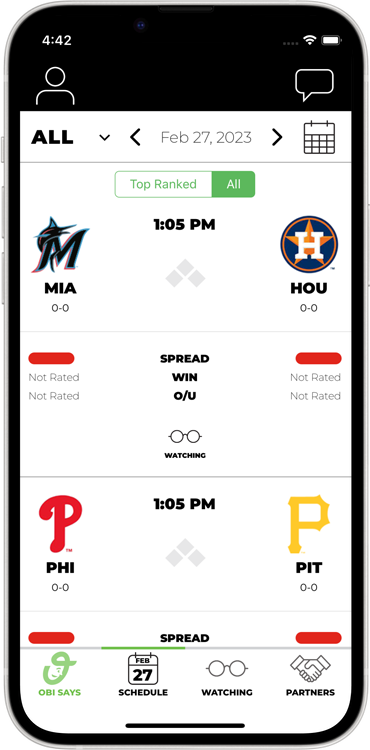 4:42
ALL Feb 27, 2023
Top Ranked All
1:05 PM
MIA HOU
0-0 0-0
SPREAD
Not Rated WIN Not Rated
Not Rated O/U Not Rated
WATCHING
1:05 PM
PHI PIT
0-0 0-0
SPREAD
FEB
27
OBI SAYS SCHEDULE WATCHING PARTNERS